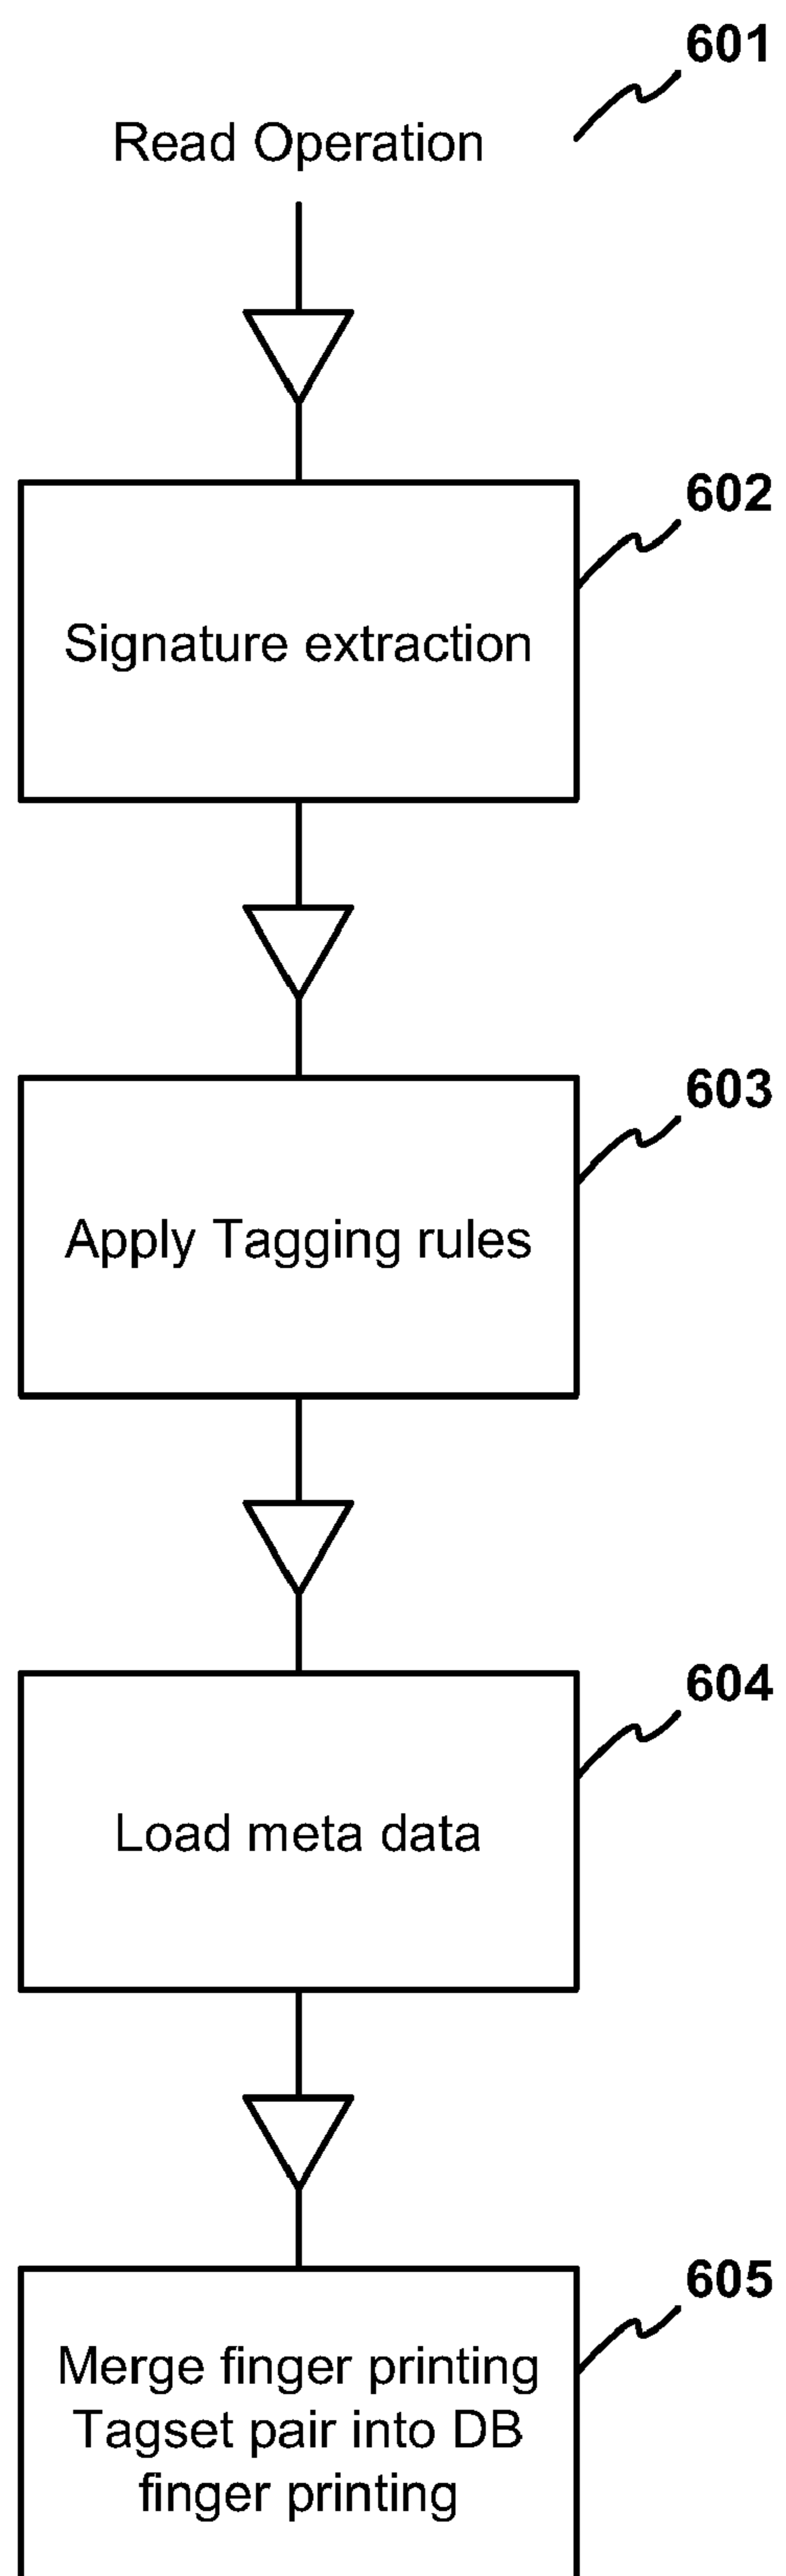 601
Read Operation
602
Signature extraction
603
Apply Tagging rules
604
Load meta data
605
Merge finger printing
Tagset pair into DB
finger printing